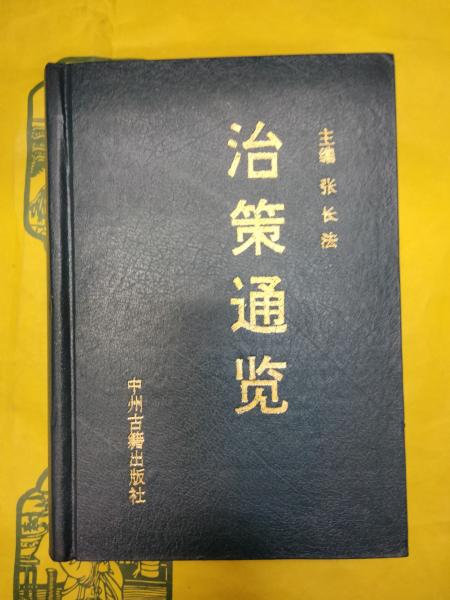 主编 张长法
治策通览
中州古籍出版社